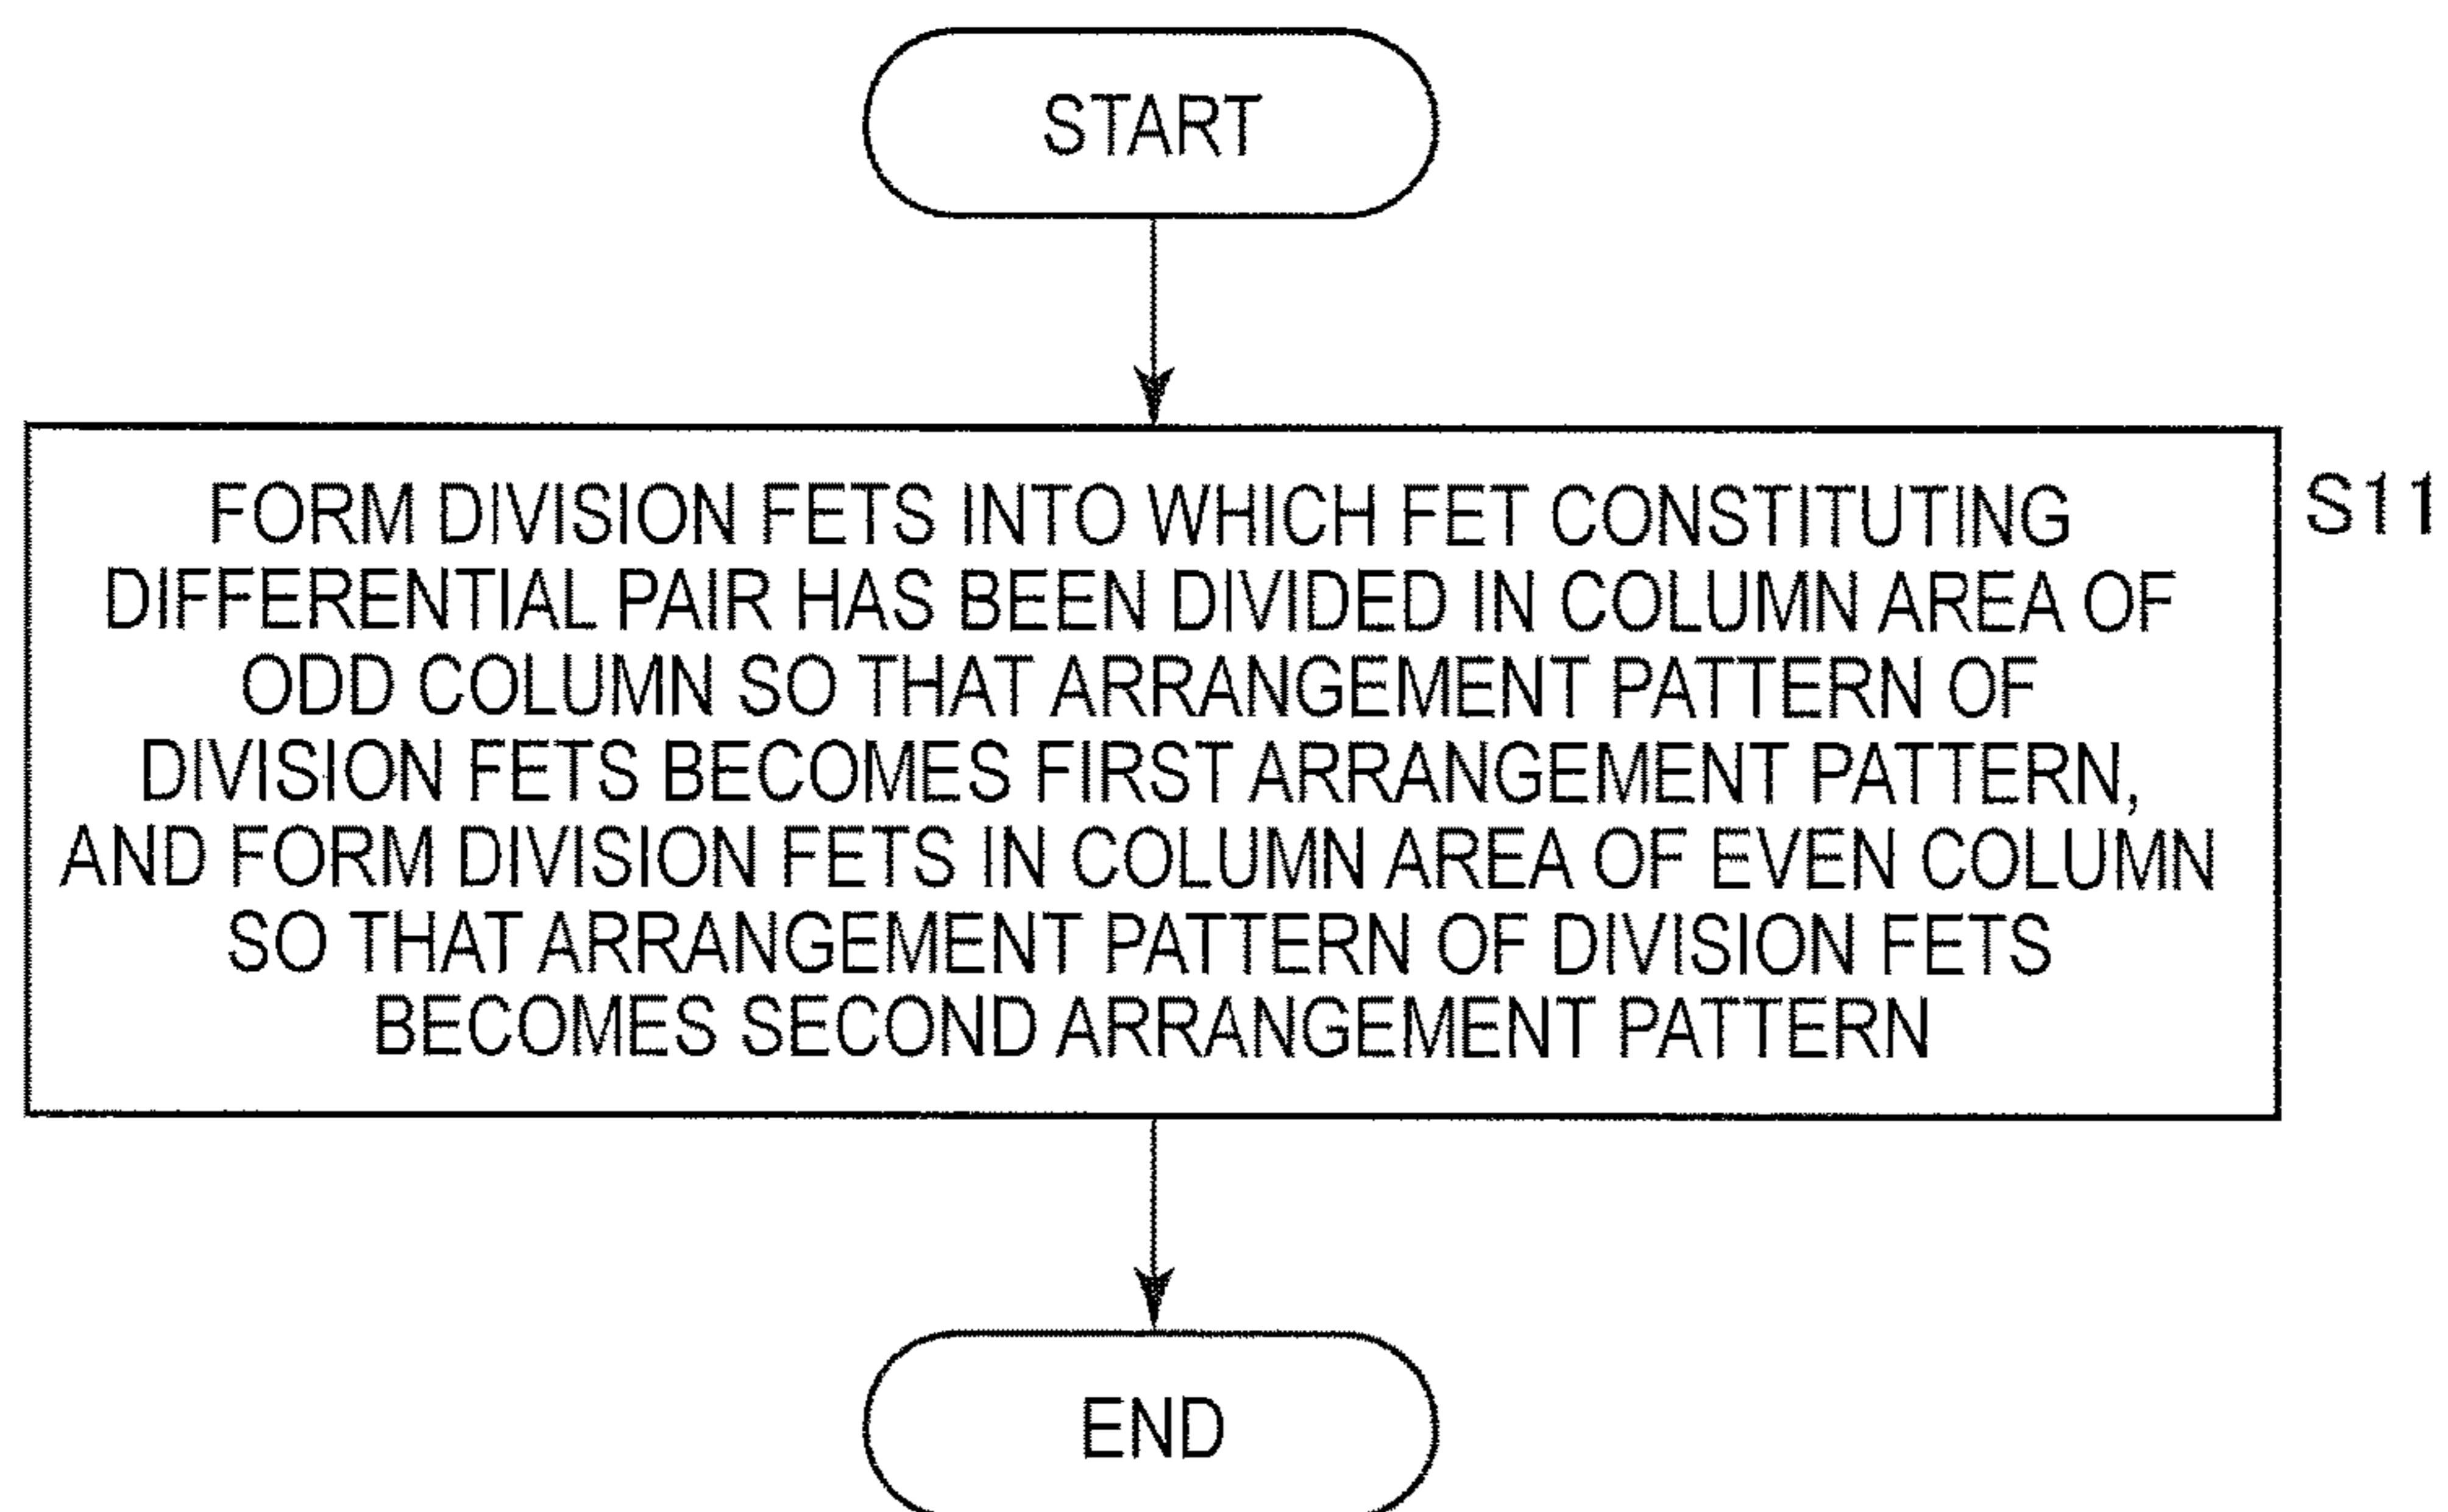 START
FORM DIVISION FETS INTO WHICH FET CONSTITUTING
DIFFERENTIAL PAIR HAS BEEN DIVIDED IN COLUMN AREA OF
ODD COLUMN SO THAT ARRANGEMENT PATTERN OF
DIVISION FETS BECOMES FIRST ARRANGEMENT PATTERN,
AND FORM DIVISION FETS IN COLUMN AREA OF EVEN COLUMN
SO THAT ARRANGEMENT PATTERN OF DIVISION FETS
BECOMES SECOND ARRANGEMENT PATTERN
S11
END